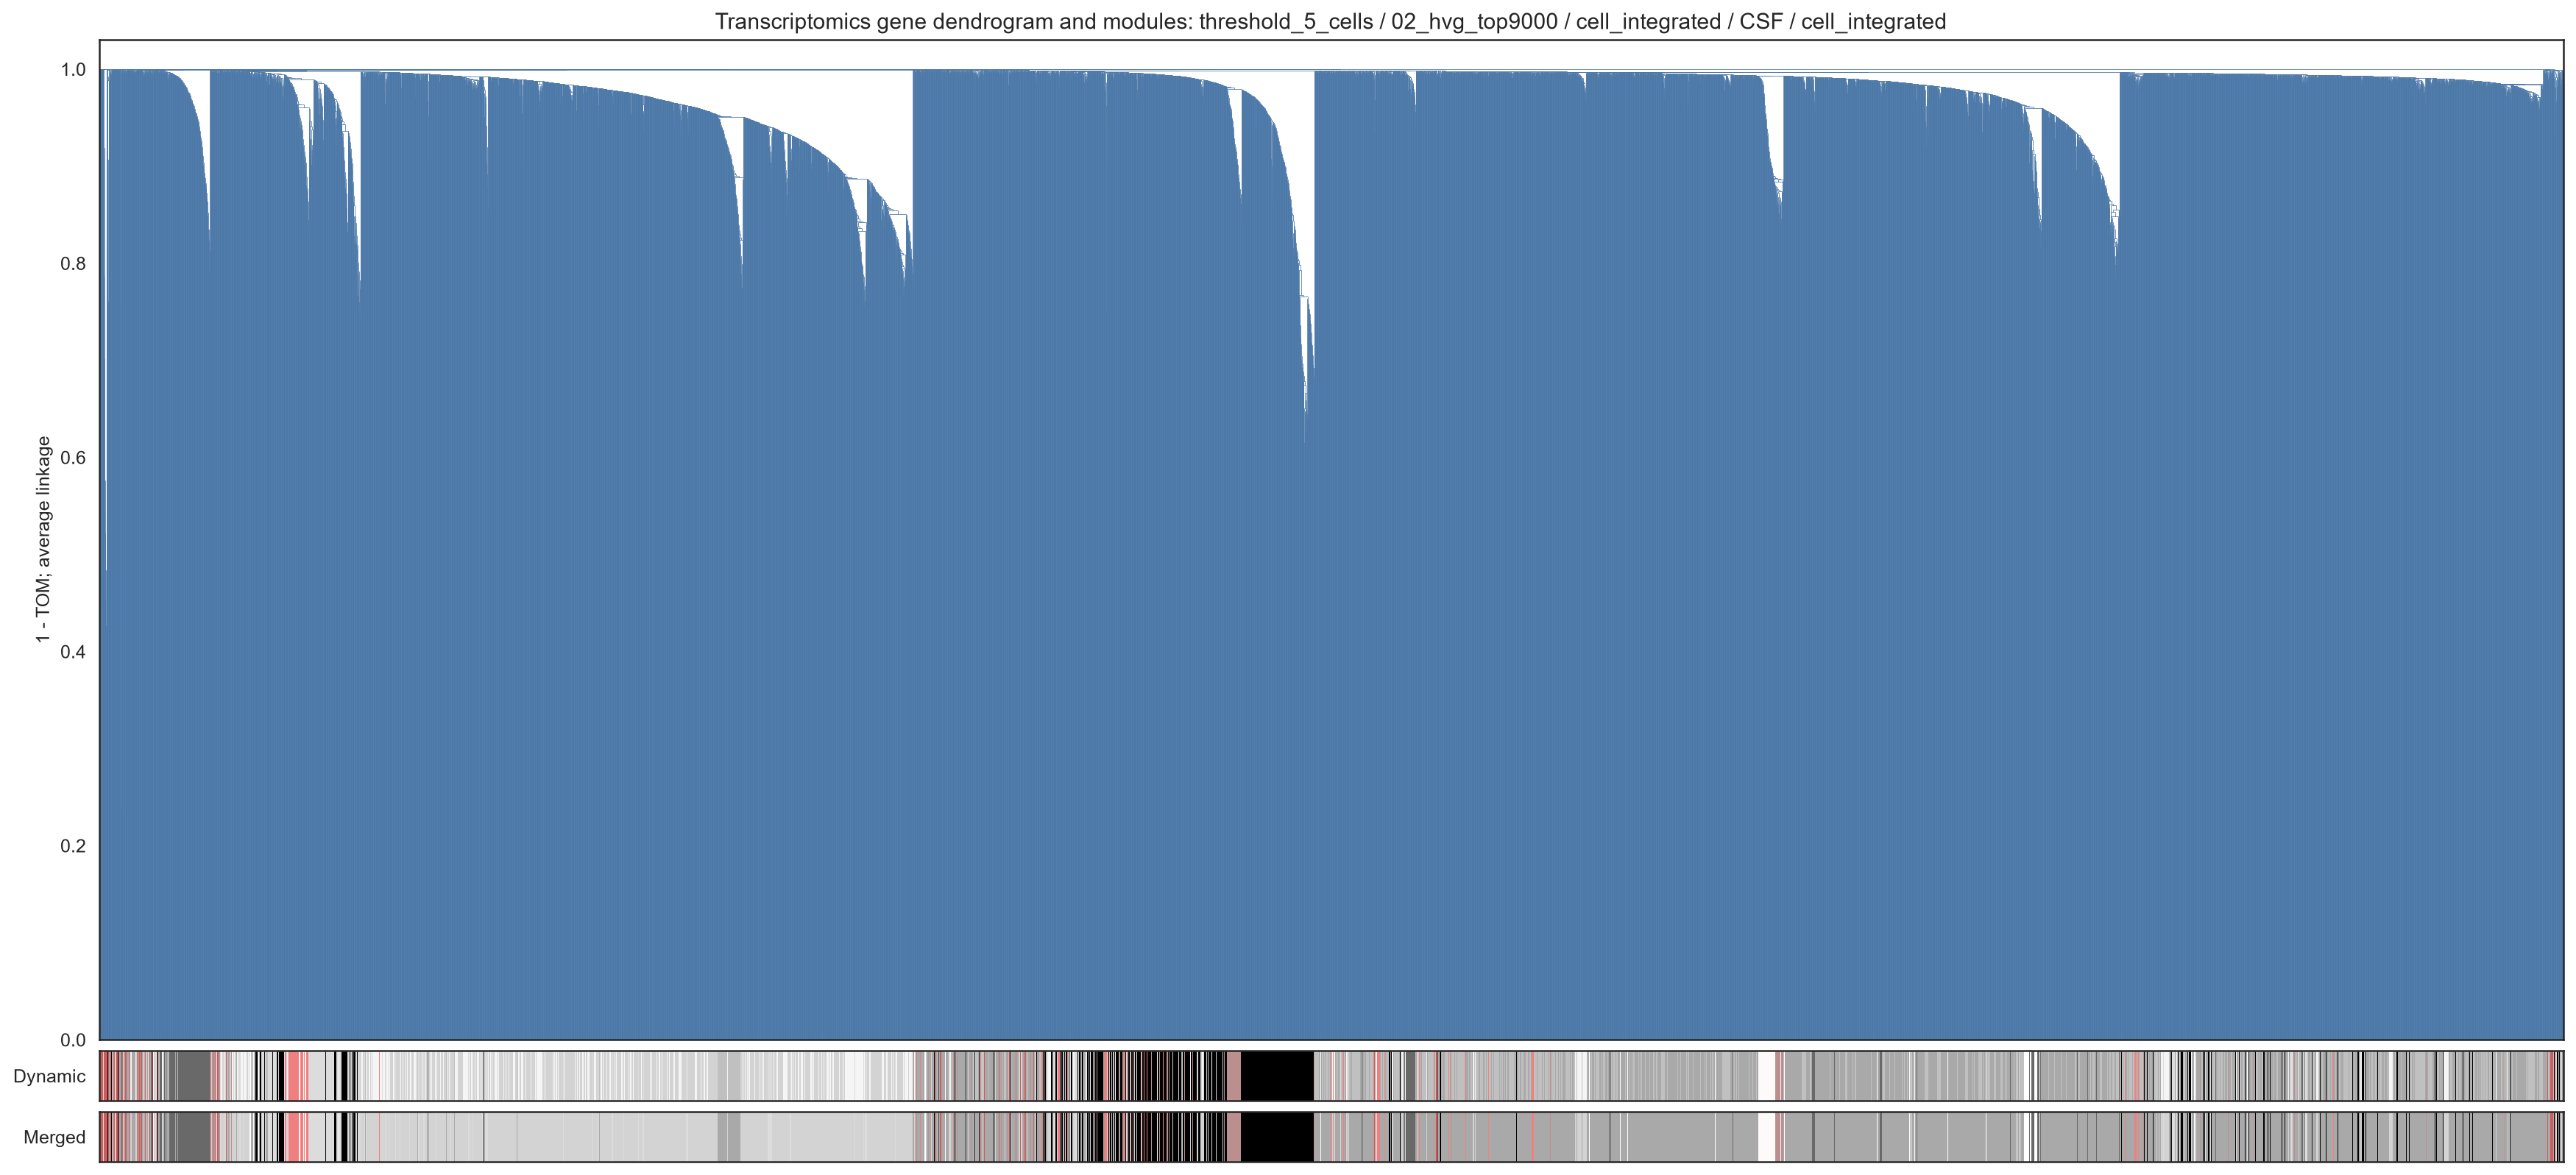 Transcriptomics gene dendrogram and modules: threshold_5_cells / 02_hvg_top9000 / cell_integrated / CSF / cell_integrated
1.0
0.8
0.6
0.4
0.2
0.0
1 - TOM; average linkage
Dynamic
Merged